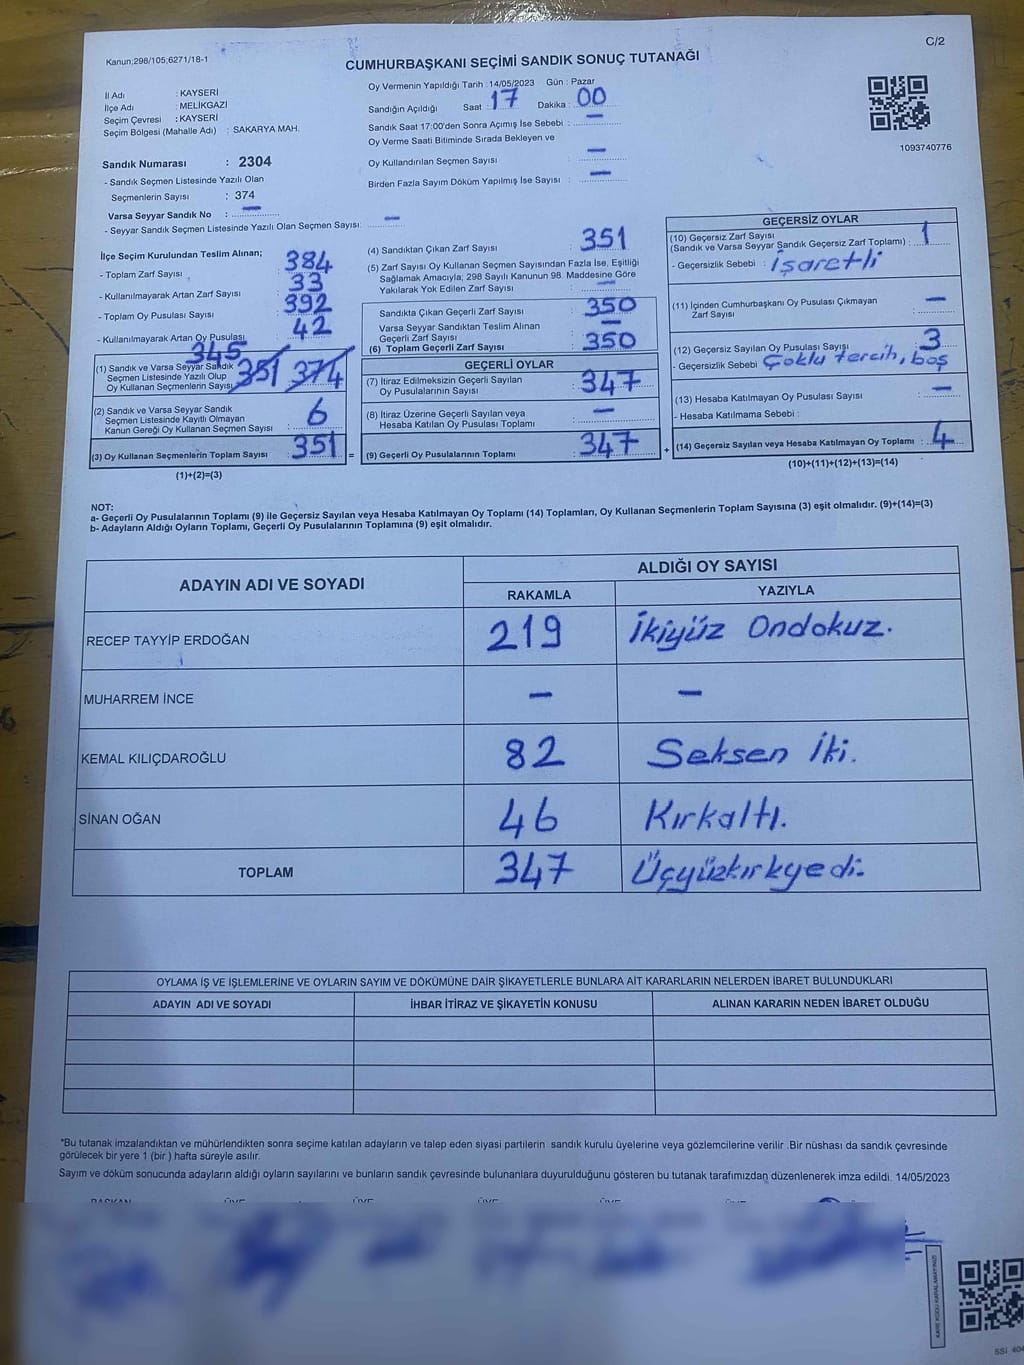 C/2
Kanun;298/105;6271/18-1
CUMHURBAŞKANI SEÇİMİ SANDIK SONUÇ TUTANAĞI
İl Adı : KAYSERİ
İlçe Adı : MELİKGAZİ
Seçim Çevresi : KAYSERİ
Seçim Bölgesi (Mahalle Adı) : SAKARYA MAH.
Oy Vermenin Yapıldığı Tarih : 14/05/2023 Gün : Pazar
Sandığın Açıldığı Saat : 17 Dakika : 00
Sandık Saat 17:00'den Sonra Açımış İse Sebebi : –
Oy Verme Saati Bitiminde Sırada Bekleyen ve
Oy Kullandırılan Seçmen Sayısı : –
Birden Fazla Sayım Döküm Yapılmış İse Sayısı : –
1093740776
Sandık Numarası : 2304
- Sandık Seçmen Listesinde Yazılı Olan
Seçmenlerin Sayısı : 374
Varsa Seyyar Sandık No : –
- Seyyar Sandık Seçmen Listesinde Yazılı Olan Seçmen Sayısı: –
İlçe Seçim Kurulundan Teslim Alınan;
- Toplam Zarf Sayısı : 384
- Kullanılmayarak Artan Zarf Sayısı : 33
- Toplam Oy Pusulası Sayısı : 392
- Kullanılmayarak Artan Oy Pusulası : 42
345
(1) Sandık ve Varsa Seyyar Sandık
Seçmen Listesinde Yazılı Olup
Oy Kullanan Seçmenlerin Sayısı 351 374
(2) Sandık ve Varsa Seyyar Sandık
Seçmen Listesinde Kayıtlı Olmayan
Kanun Gereği Oy Kullanan Seçmen Sayısı : 6
(3) Oy Kullanan Seçmenlerin Toplam Sayısı : 351 =
(1)+(2)=(3)
(4) Sandıktan Çıkan Zarf Sayısı : 351
(5) Zarf Sayısı Oy Kullanan Seçmen Sayısından Fazla İse, Eşitliği
Sağlamak Amacıyla; 298 Sayılı Kanunun 98. Maddesine Göre
Yakılarak Yok Edilen Zarf Sayısı : –
Sandıkta Çıkan Geçerli Zarf Sayısı : 350
Varsa Seyyar Sandıktan Teslim Alınan
Geçerli Zarf Sayısı : –
(6) Toplam Geçerli Zarf Sayısı : 350
GEÇERLİ OYLAR
(7) İtiraz Edilmeksizin Geçerli Sayılan
Oy Pusulalarının Sayısı : 347
(8) İtiraz Üzerine Geçerli Sayılan veya
Hesaba Katılan Oy Pusulası Toplamı : –
(9) Geçerli Oy Pusulalarının Toplamı : 347 +
GEÇERSİZ OYLAR
(10) Geçersiz Zarf Sayısı
(Sandık ve Varsa Seyyar Sandık Geçersiz Zarf Toplamı) : 1
- Geçersizlik Sebebi : İşaretli
(11) İçinden Cumhurbaşkanı Oy Pusulası Çıkmayan
Zarf Sayısı : –
(12) Geçersiz Sayılan Oy Pusulası Sayısı : 3
- Geçersizlik Sebebi : Çoklu tercih, boş
(13) Hesaba Katılmayan Oy Pusulası Sayısı : –
- Hesaba Katılmama Sebebi :
(14) Geçersiz Sayılan veya Hesaba Katılmayan Oy Toplamı : 4
(10)+(11)+(12)+(13)=(14)
NOT:
a- Geçerli Oy Pusulalarının Toplamı (9) ile Geçersiz Sayılan veya Hesaba Katılmayan Oy Toplamı (14) Toplamları, Oy Kullanan Seçmenlerin Toplam Sayısına (3) eşit olmalıdır. (9)+(14)=(3)
b- Adayların Aldığı Oyların Toplamı, Geçerli Oy Pusulalarının Toplamına (9) eşit olmalıdır.
ADAYIN ADI VE SOYADI ALDIĞI OY SAYISI
RAKAMLA YAZIYLA
RECEP TAYYİP ERDOĞAN 219 İkiyüz Ondokuz.
MUHARREM İNCE – –
KEMAL KILIÇDAROĞLU 82 Seksen İki.
SİNAN OĞAN 46 Kırkaltı.
TOPLAM 347 Üçyüzkırkyedi.
OYLAMA İŞ VE İŞLEMLERİNE VE OYLARIN SAYIM VE DÖKÜMÜNE DAİR ŞİKAYETLERLE BUNLARA AİT KARARLARIN NELERDEN İBARET BULUNDUKLARI
ADAYIN ADI VE SOYADI İHBAR İTİRAZ VE ŞİKAYETİN KONUSU ALINAN KARARIN NEDEN İBARET OLDUĞU
*Bu tutanak imzalandıktan ve mühürlendikten sonra seçime katılan adayların ve talep eden siyasi partilerin sandık kurulu üyelerine veya gözlemcilerine verilir .Bir nüshası da sandık çevresinde
görülecek bir yere 1 (bir ) hafta süreyle asılır.
Sayım ve döküm sonucunda adayların aldığı oyların sayılarını ve bunların sandık çevresinde bulunanlara duyurulduğunu gösteren bu tutanak tarafımızdan düzenlenerek imza edildi. 14/05/2023
BAŞKAN ÜYE ÜYE ÜYE ÜYE ÜYE
KARE KODU KARALAMAYINIZ!